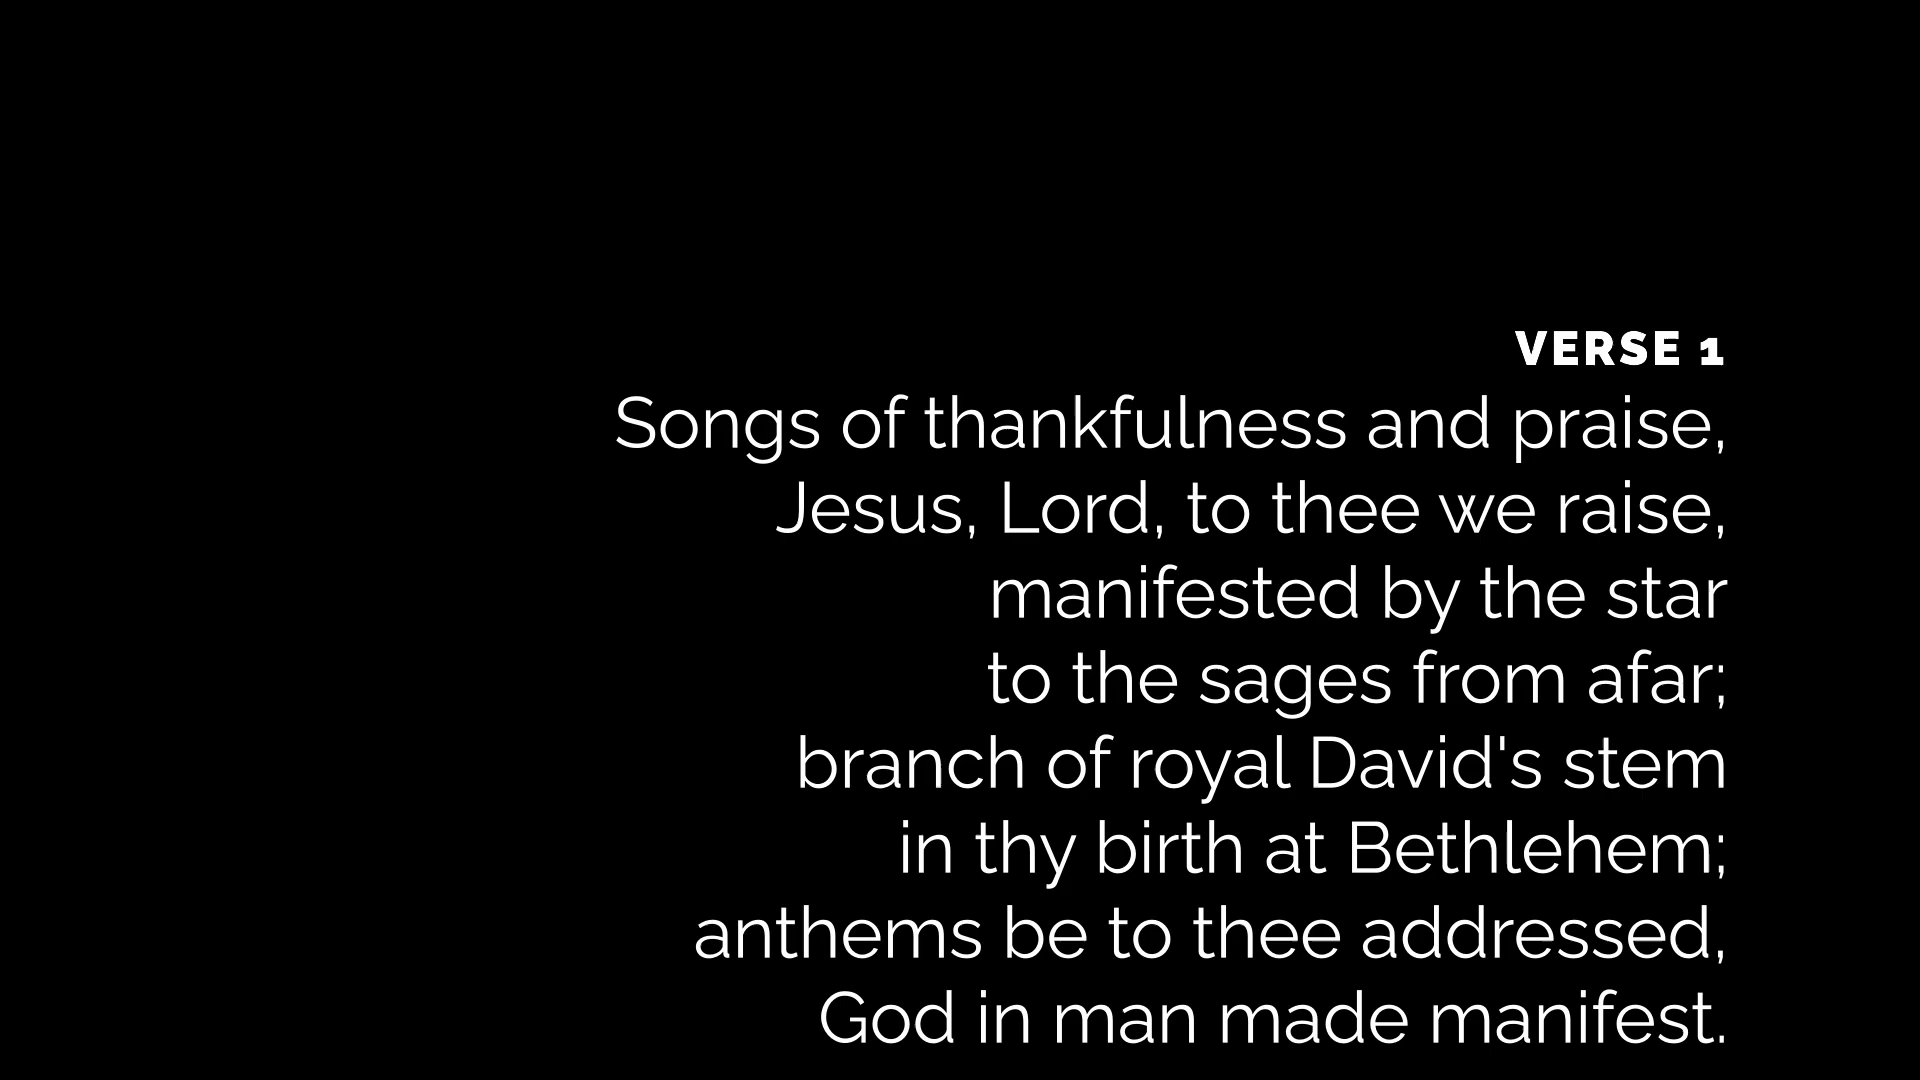 VERSE 1
Songs of thankfulness and praise,
Jesus, Lord, to thee we raise,
manifested by the star
to the sages from afar;
branch of royal David's stem
in thy birth at Bethlehem;
anthems be to thee addressed,
God in man made manifest.